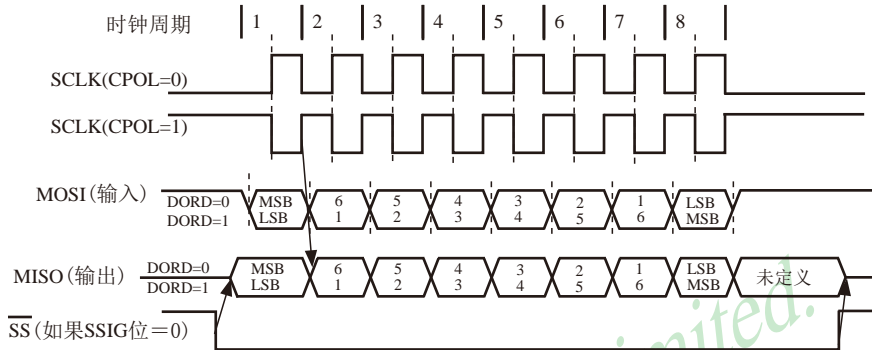 时钟周期 1 2 3 4 5 6 7 8
SCLK(CPOL=0)
SCLK(CPOL=1)
MOSI(输入) DORD=0 MSB 6 5 4 3 2 1 LSB
DORD=1 LSB 1 2 3 4 5 6 MSB
MISO(输出) DORD=0 MSB 6 5 4 3 2 1 LSB 未定义
DORD=1 LSB 1 2 3 4 5 6 MSB
SS(如果SSIG位=0)
imited.